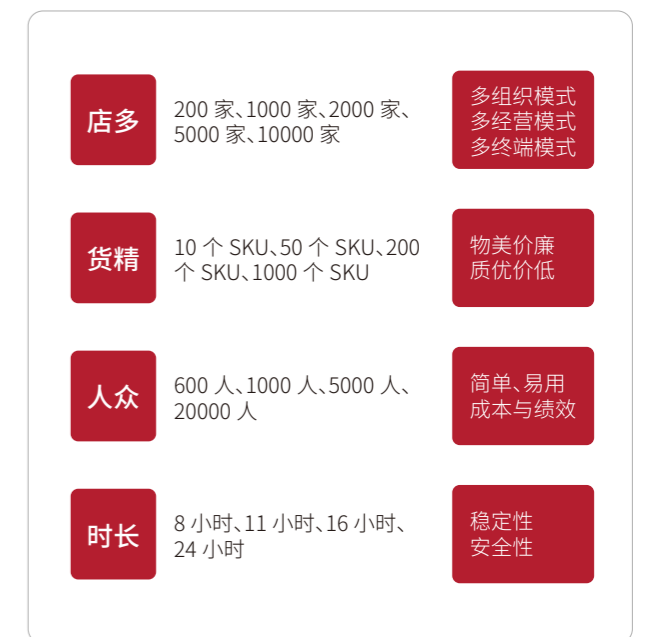 店多
200 家、1000 家、2000 家、
5000 家、10000 家
多组织模式
多经营模式
多终端模式
货精
10 个 SKU、50 个 SKU、200
个 SKU、1000 个 SKU
物美价廉
质优价低
人众
600 人、1000 人、5000 人、
20000 人
简单、易用
成本与绩效
时长
8 小时、11 小时、16 小时、
24 小时
稳定性
安全性